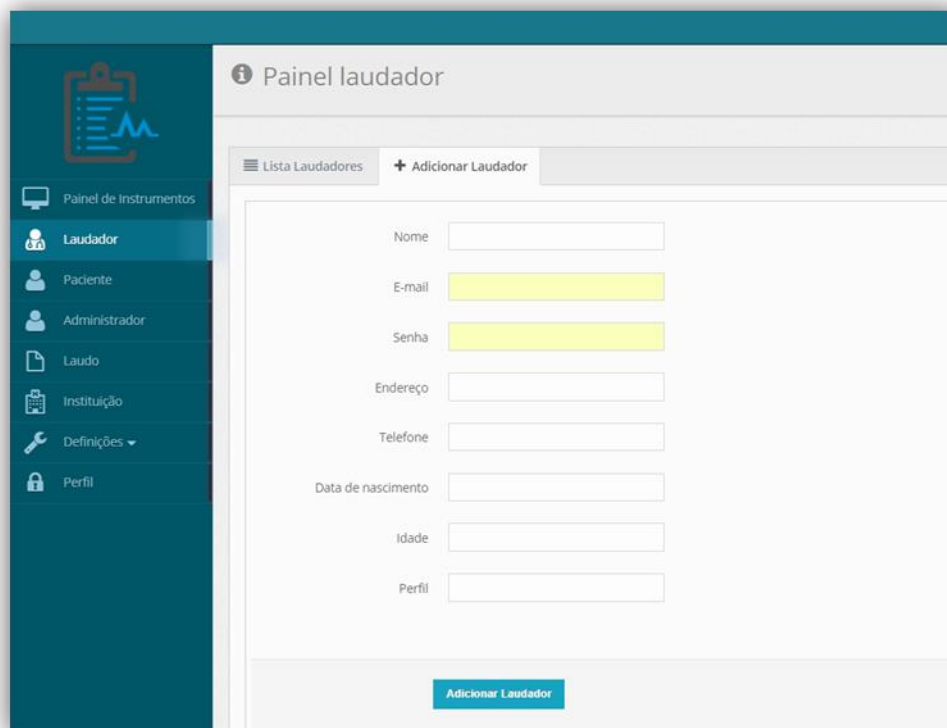 Painel laudador
Lista Laudadores
Adicionar Laudador
Painel de Instrumentos
Laudador
Paciente
Administrador
Laudo
Instituição
Definições
Perfil
Nome
E-mail
Senha
Endereço
Telefone
Data de nascimento
Idade
Perfil
Adicionar Laudador